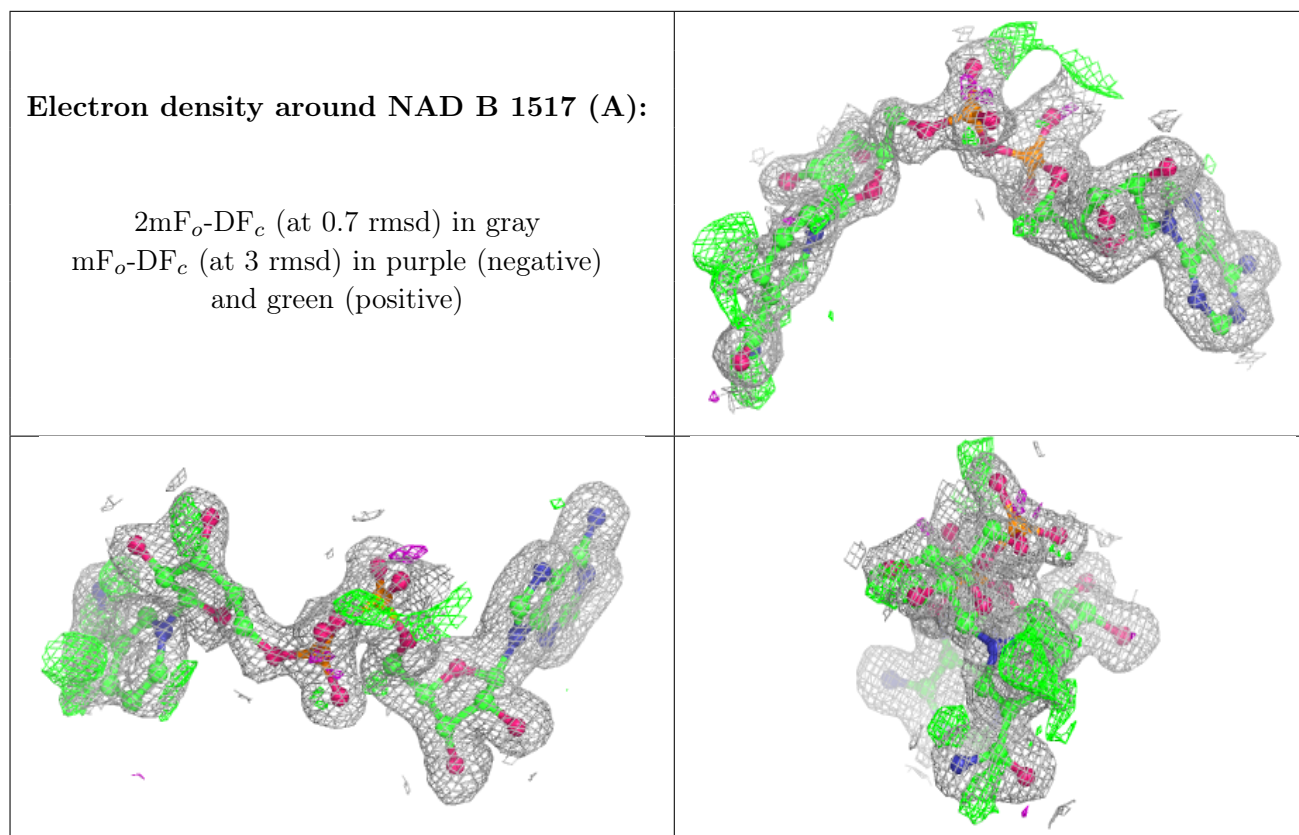 Electron density around NAD B 1517 (A):
2mFₒ-DF𝑐 (at 0.7 rmsd) in gray
mFₒ-DF𝑐 (at 3 rmsd) in purple (negative)
and green (positive)